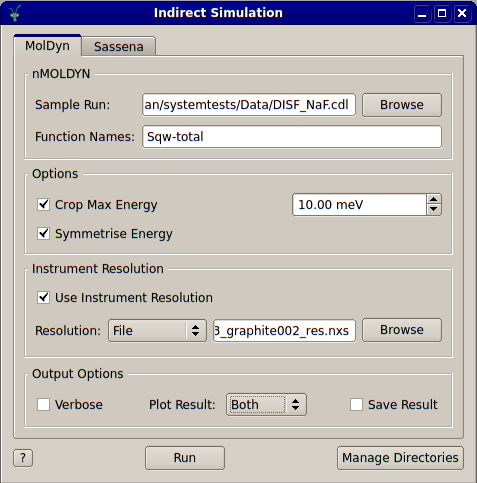 Indirect Simulation
MolDyn Sassena
nMOLDYN
Sample Run: an/systemtests/Data/DISF_NaF.cdl Browse
Function Names: Sqw-total
Options
Crop Max Energy 10.00 meV
Symmetrise Energy
Instrument Resolution
Use Instrument Resolution
Resolution: File 3_graphite002_res.nxs Browse
Output Options
Verbose Plot Result: Both Save Result
? Run Manage Directories